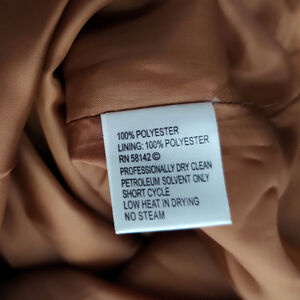 100% POLYESTER
LINING: 100% POLYESTER
RN 58142 ©
PROFESSIONALLY DRY CLEAN
PETROLEUM SOLVENT ONLY
SHORT CYCLE
LOW HEAT IN DRYING
NO STEAM